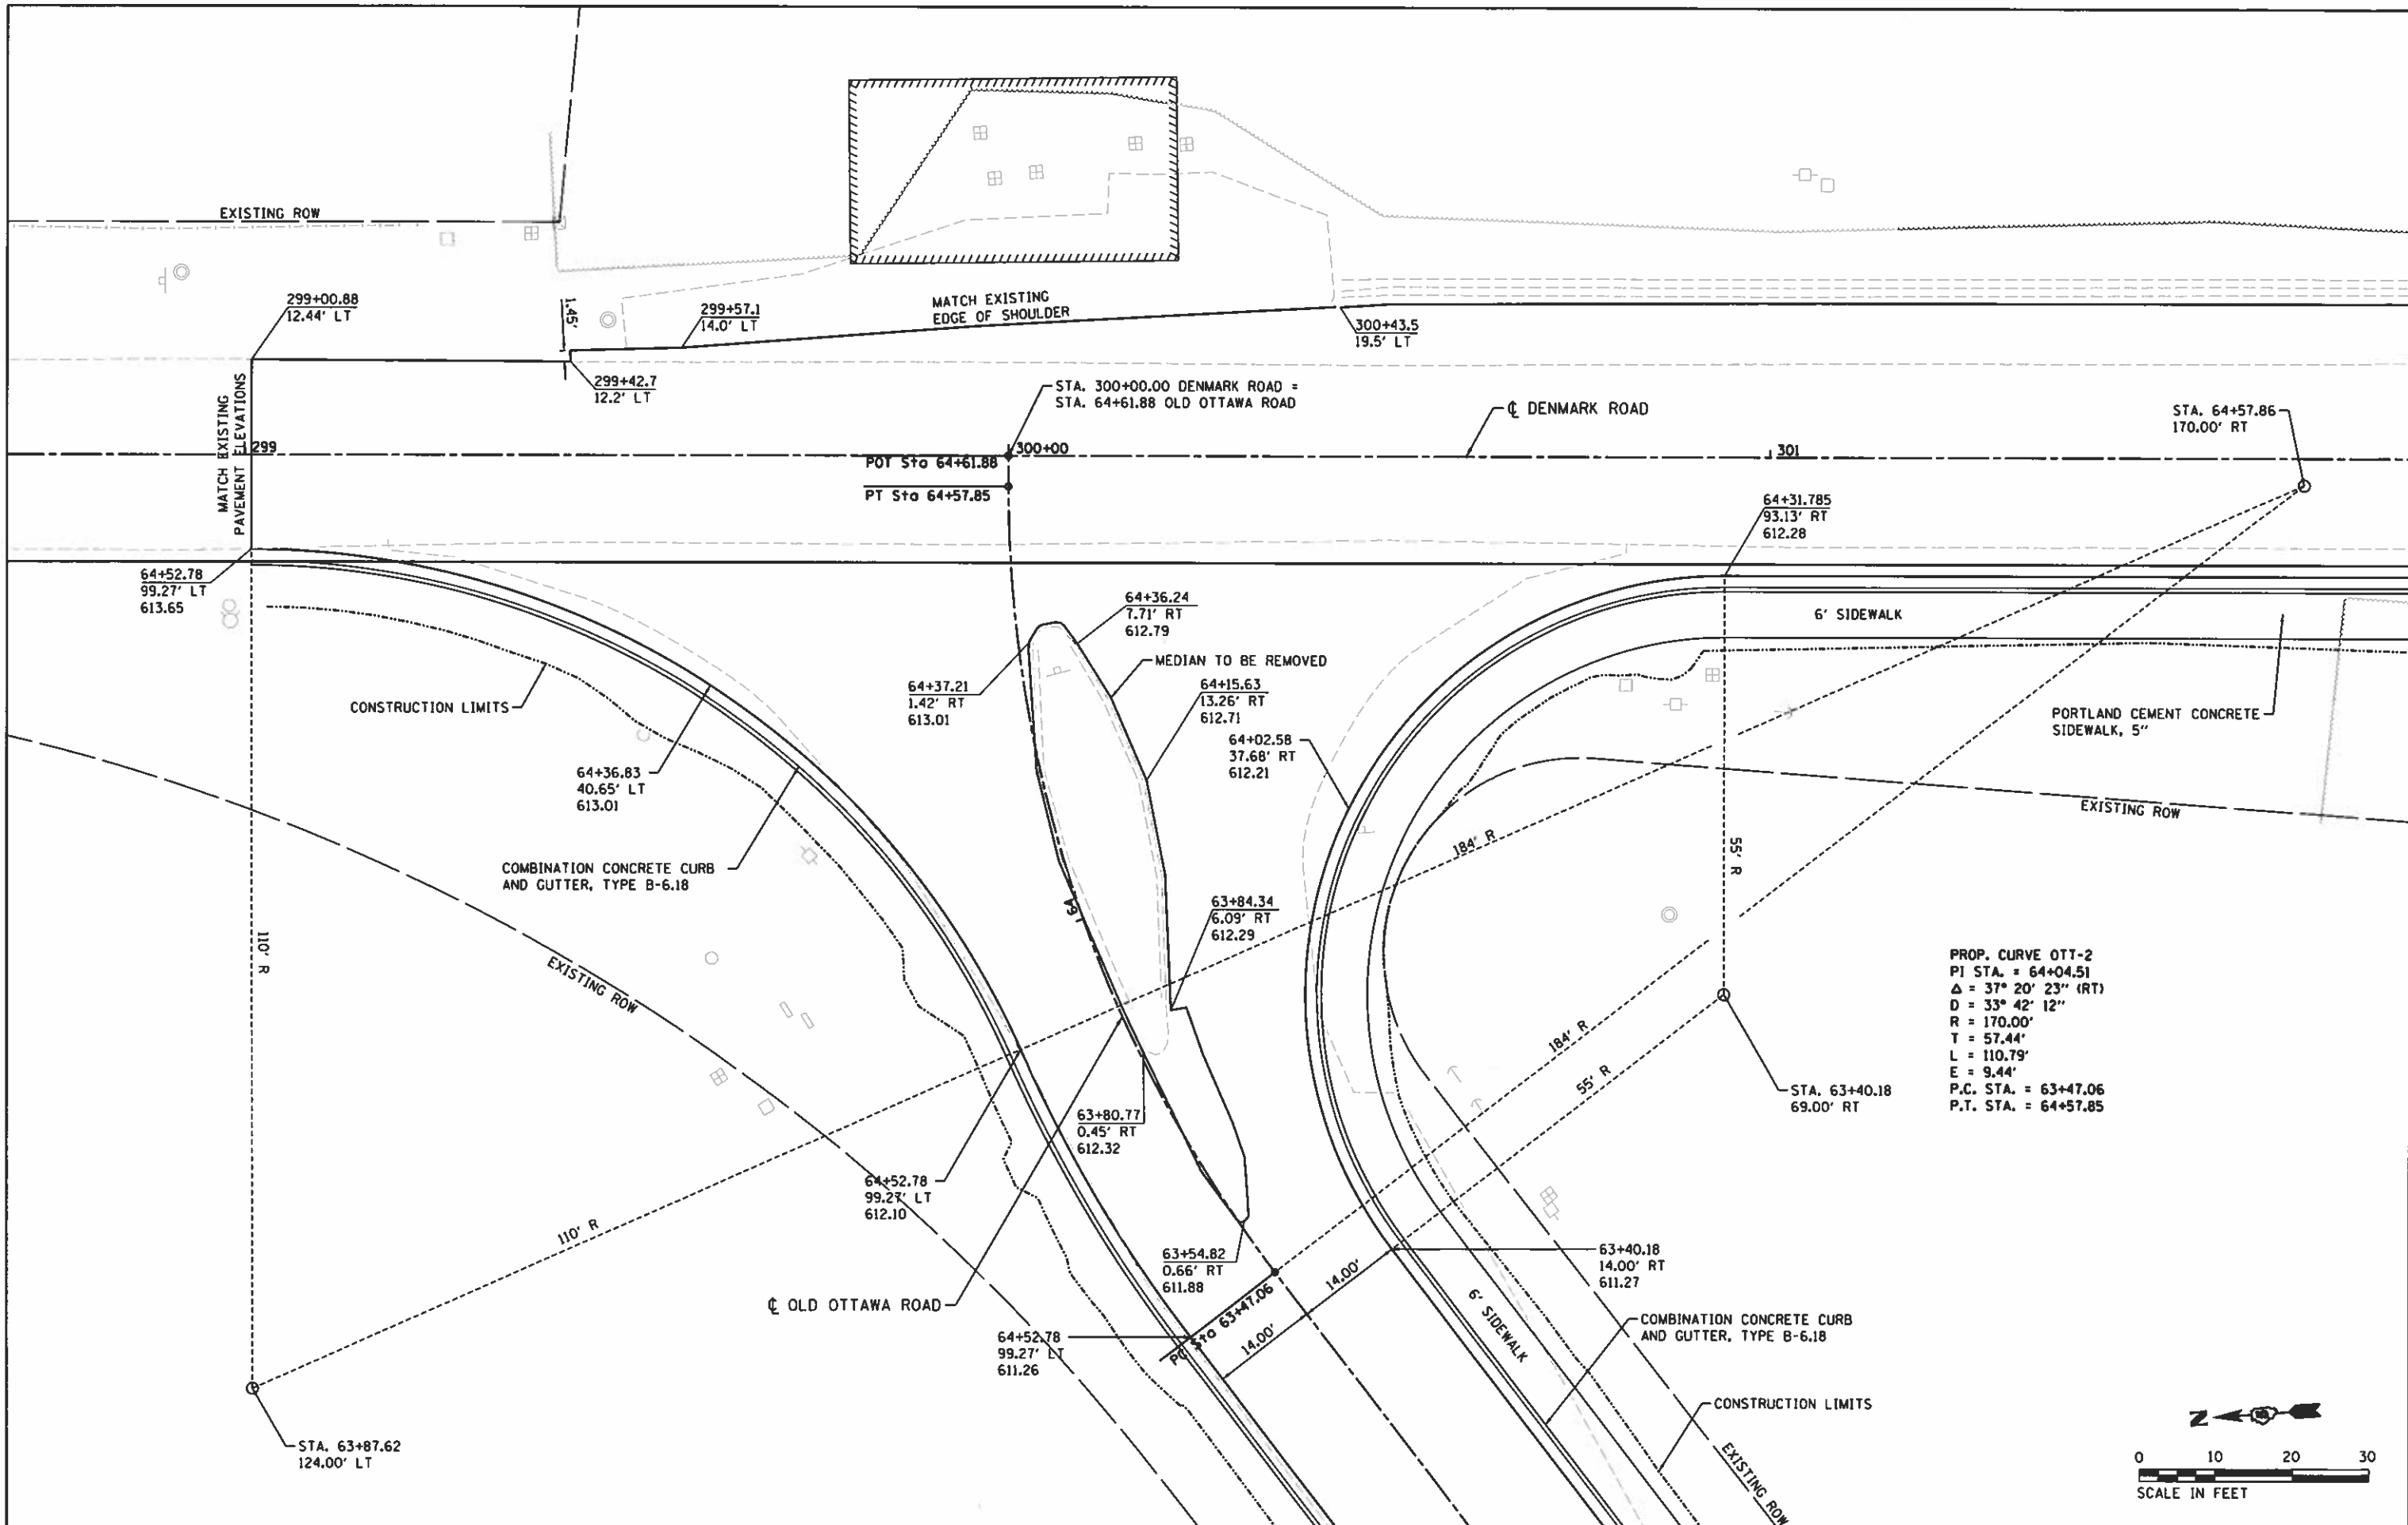 EXISTING ROW
299+00.88
12.44' LT
1.45'
299+57.1
14.0' LT
MATCH EXISTING
EDGE OF SHOULDER
300+43.5
19.5' LT
299+42.7
12.2' LT
STA. 300+00.00 DENMARK ROAD =
STA. 64+61.88 OLD OTTAWA ROAD
℄ DENMARK ROAD
STA. 64+57.86
170.00' RT
MATCH EXISTING
PAVEMENT ELEVATIONS
299
300+00
301
POT Sta 64+61.88
PT Sta 64+57.85
64+31.785
93.13' RT
612.28
64+52.78
99.27' LT
613.65
64+36.24
7.71' RT
612.79
6' SIDEWALK
MEDIAN TO BE REMOVED
64+37.21
1.42' RT
613.01
64+15.63
13.26' RT
612.71
CONSTRUCTION LIMITS
PORTLAND CEMENT CONCRETE
SIDEWALK, 5"
64+02.58
37.68' RT
612.21
64+36.83
40.65' LT
613.01
EXISTING ROW
184' R
55' R
COMBINATION CONCRETE CURB
AND GUTTER, TYPE B-6.18
64
63+84.34
6.09' RT
612.29
110' R
EXISTING ROW
PROP. CURVE OTT-2
PI STA. = 64+04.51
Δ = 37° 20' 23" (RT)
D = 33° 42' 12"
R = 170.00'
T = 57.44'
L = 110.79'
E = 9.44'
P.C. STA. = 63+47.06
P.T. STA. = 64+57.85
184' R
55' R
STA. 63+40.18
69.00' RT
63+80.77
0.45' RT
612.32
64+52.78
99.27' LT
612.10
110' R
63+54.82
0.66' RT
611.88
14.00'
63+40.18
14.00' RT
611.27
℄ OLD OTTAWA ROAD
PC Sta 63+47.06
14.00'
6' SIDEWALK
COMBINATION CONCRETE CURB
AND GUTTER, TYPE B-6.18
64+52.78
99.27' LT
611.26
CONSTRUCTION LIMITS
EXISTING ROW
STA. 63+87.62
124.00' LT
N
0 10 20 30
SCALE IN FEET